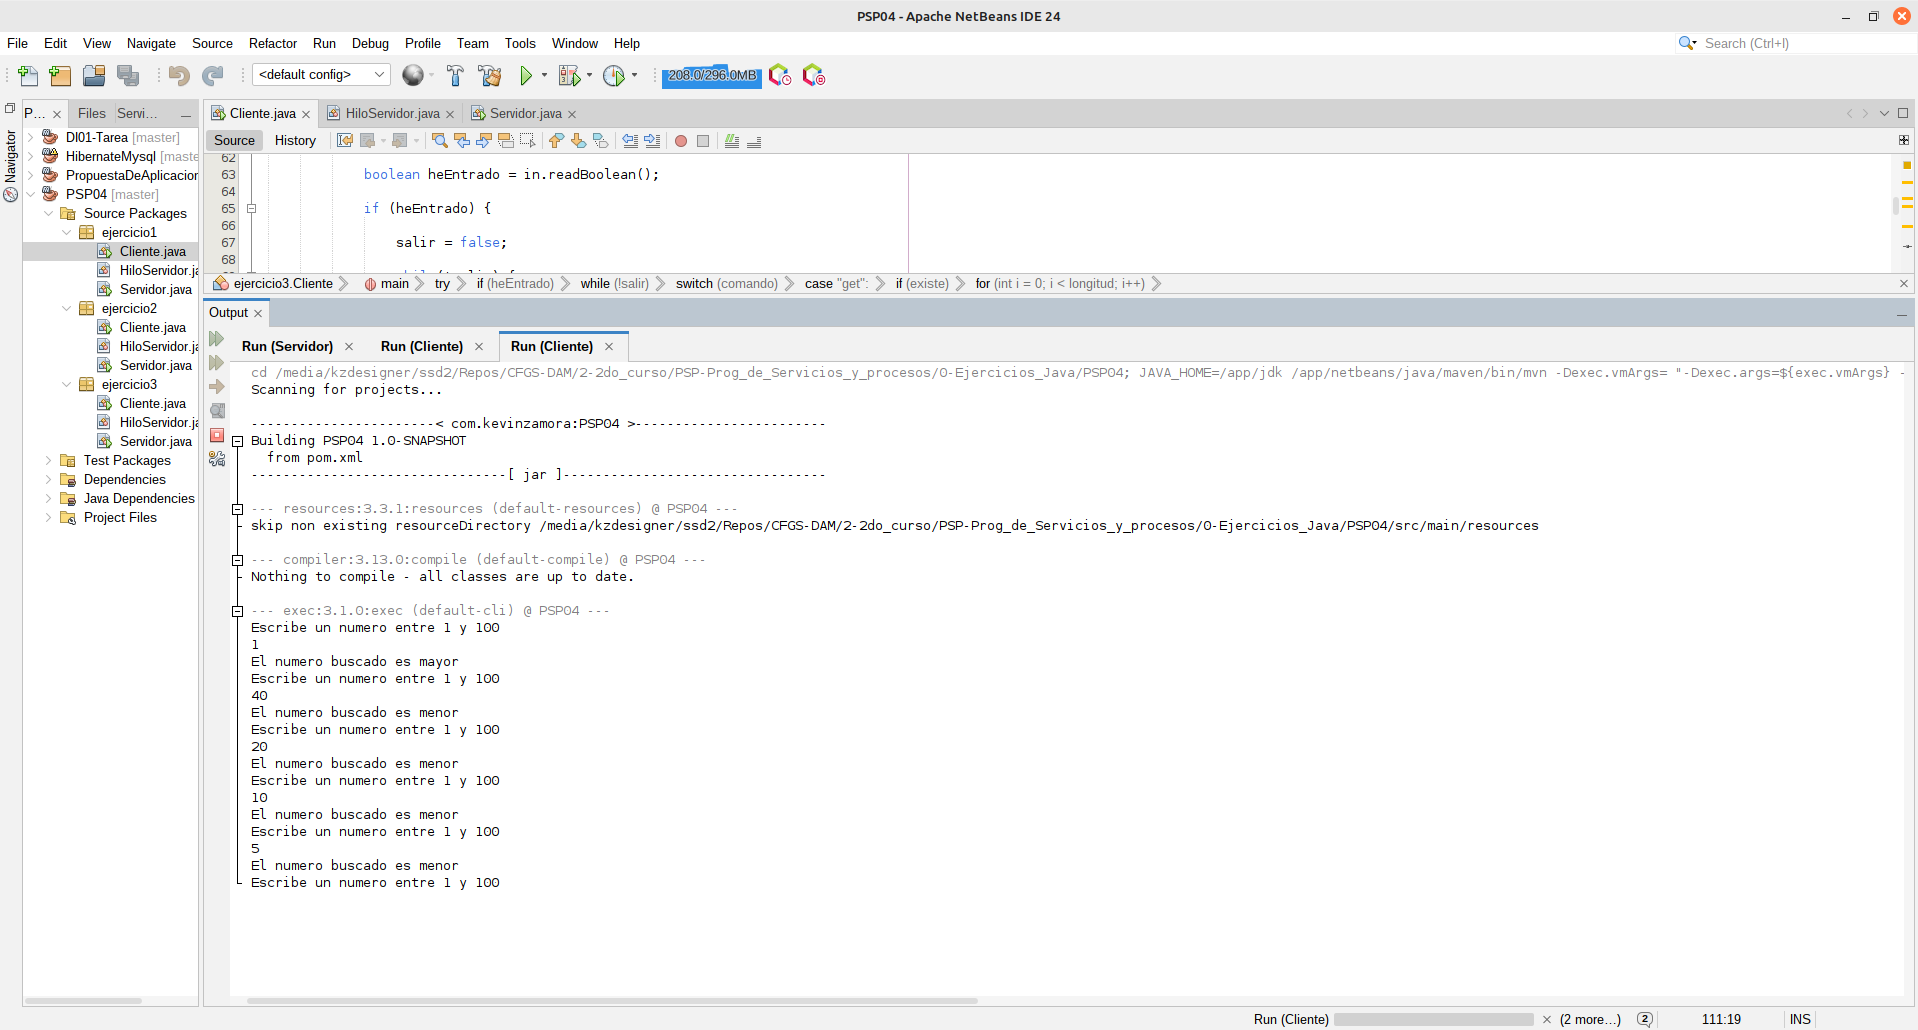 PSP04 - Apache NetBeans IDE 24
File Edit View Navigate Source Refactor Run Debug Profile Team Tools Window Help
Search (Ctrl+I)
<default config>
208.0/296.0MB
P... Files Servi...
Navigator
DI01-Tarea [master]
HibernateMysql [maste
PropuestaDeAplicacior
PSP04 [master]
Source Packages
ejercicio1
Cliente.java
HiloServidor.ja
Servidor.java
ejercicio2
Cliente.java
HiloServidor.ja
Servidor.java
ejercicio3
Cliente.java
HiloServidor.ja
Servidor.java
Test Packages
Dependencies
Java Dependencies
Project Files
Cliente.java HiloServidor.java Servidor.java
Source History
62
63 boolean heEntrado = in.readBoolean();
64
65 if (heEntrado) {
66
67 salir = false;
68
ejercicio3.Cliente main try if (heEntrado) while (!salir) switch (comando) case "get": if (existe) for (int i = 0; i < longitud; i++)
Output
Run (Servidor) Run (Cliente) Run (Cliente)
cd /media/kzdesigner/ssd2/Repos/CFGS-DAM/2-2do_curso/PSP-Prog_de_Servicios_y_procesos/0-Ejercicios_Java/PSP04; JAVA_HOME=/app/jdk /app/netbeans/java/maven/bin/mvn -Dexec.vmArgs= "-Dexec.args=${exec.vmArgs} -
Scanning for projects...
-----------------------< com.kevinzamora:PSP04 >------------------------
Building PSP04 1.0-SNAPSHOT
from pom.xml
--------------------------------[ jar ]---------------------------------
--- resources:3.3.1:resources (default-resources) @ PSP04 ---
skip non existing resourceDirectory /media/kzdesigner/ssd2/Repos/CFGS-DAM/2-2do_curso/PSP-Prog_de_Servicios_y_procesos/0-Ejercicios_Java/PSP04/src/main/resources
--- compiler:3.13.0:compile (default-compile) @ PSP04 ---
Nothing to compile - all classes are up to date.
--- exec:3.1.0:exec (default-cli) @ PSP04 ---
Escribe un numero entre 1 y 100
1
El numero buscado es mayor
Escribe un numero entre 1 y 100
40
El numero buscado es menor
Escribe un numero entre 1 y 100
20
El numero buscado es menor
Escribe un numero entre 1 y 100
10
El numero buscado es menor
Escribe un numero entre 1 y 100
5
El numero buscado es menor
Escribe un numero entre 1 y 100
Run (Cliente) (2 more...) 2 111:19 INS